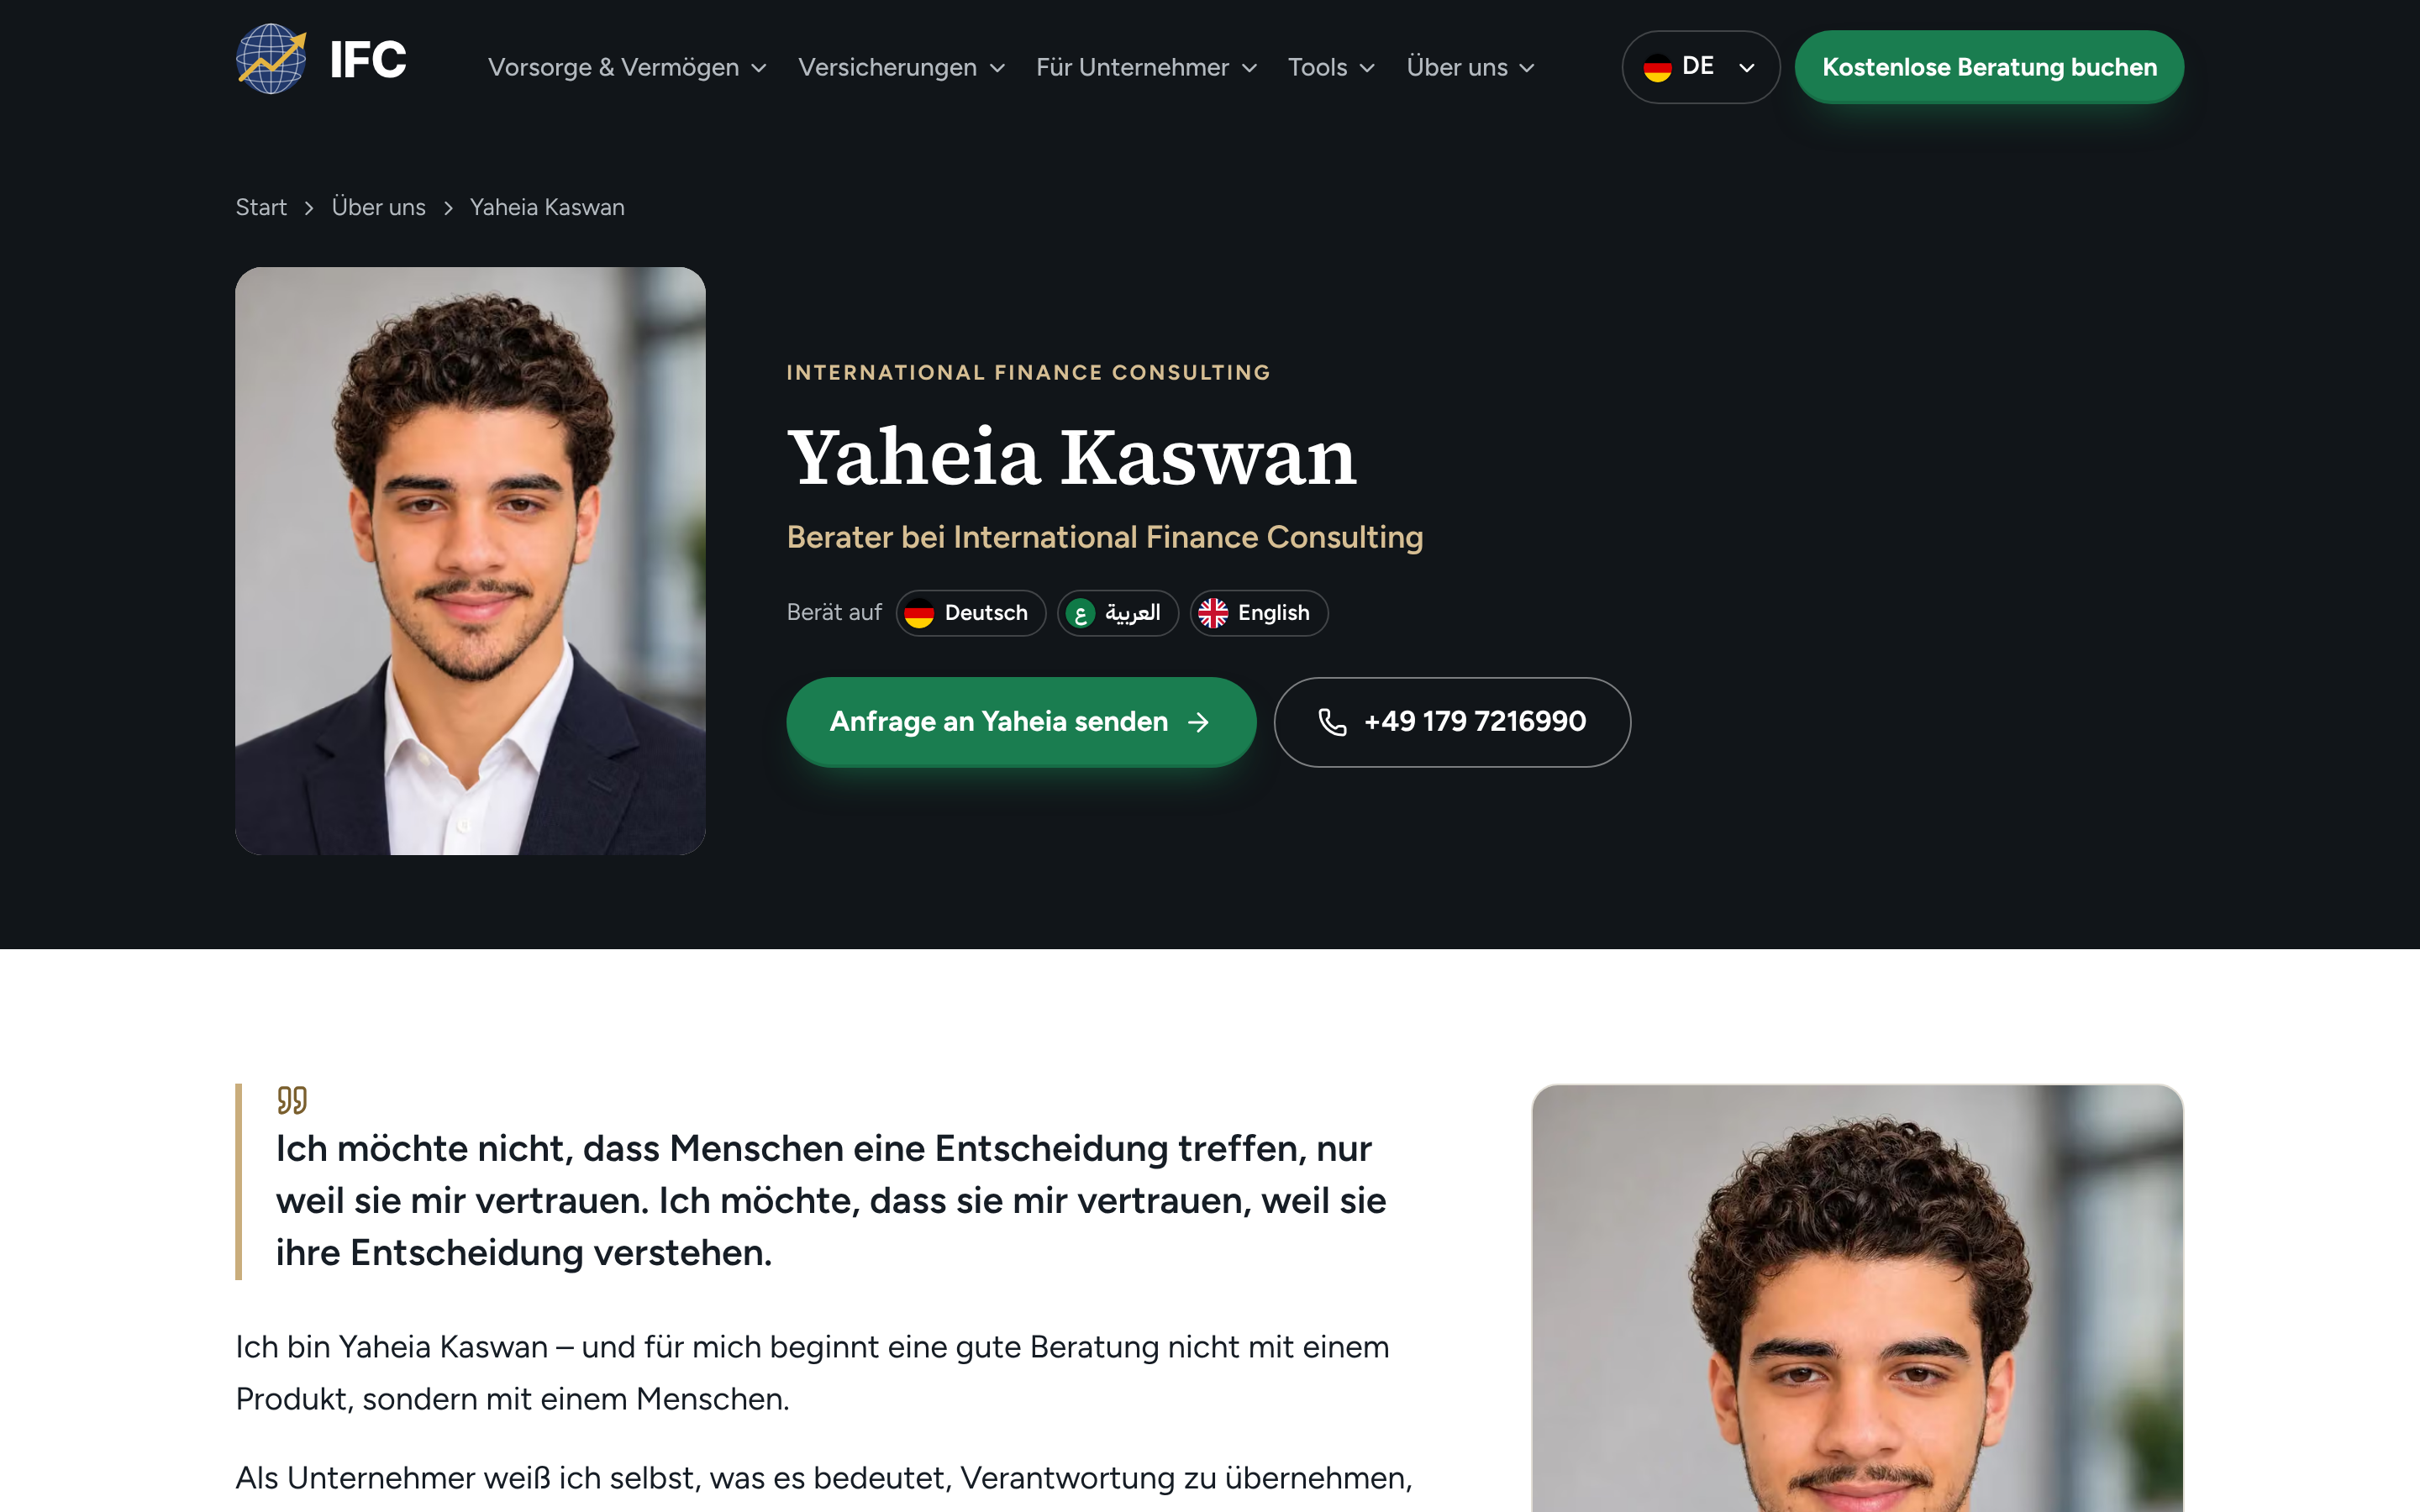 IFC
Vorsorge & Vermögen
Versicherungen
Für Unternehmer
Tools
Über uns
DE
Kostenlose Beratung buchen
Start > Über uns > Yaheia Kaswan
INTERNATIONAL FINANCE CONSULTING
Yaheia Kaswan
Berater bei International Finance Consulting
Berät auf
Deutsch
ع العربية
English
Anfrage an Yaheia senden →
+49 179 7216990
Ich möchte nicht, dass Menschen eine Entscheidung treffen, nur
weil sie mir vertrauen. Ich möchte, dass sie mir vertrauen, weil sie
ihre Entscheidung verstehen.
Ich bin Yaheia Kaswan – und für mich beginnt eine gute Beratung nicht mit einem
Produkt, sondern mit einem Menschen.
Als Unternehmer weiß ich selbst, was es bedeutet, Verantwortung zu übernehmen,